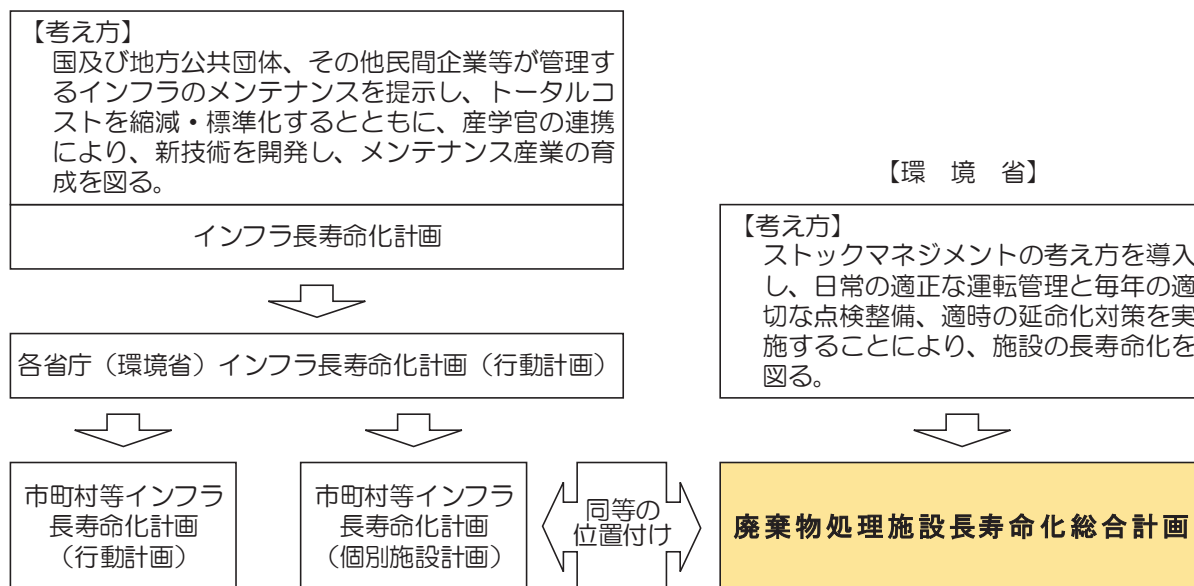 【考え方】
国及び地方公共団体、その他民間企業等が管理す
るインフラのメンテナンスを提示し、トータルコ
ストを縮減・標準化するとともに、産学官の連携
により、新技術を開発し、メンテナンス産業の育
成を図る。
インフラ長寿命化計画
各省庁（環境省）インフラ長寿命化計画（行動計画）
市町村等インフラ
長寿命化計画
（行動計画）
市町村等インフラ
長寿命化計画
（個別施設計画）
同等の
位置付け
【環　境　省】
【考え方】
ストックマネジメントの考え方を導入
し、日常の適正な運転管理と毎年の適
切な点検整備、適時の延命化対策を実
施することにより、施設の長寿命化を
図る。
廃棄物処理施設長寿命化総合計画